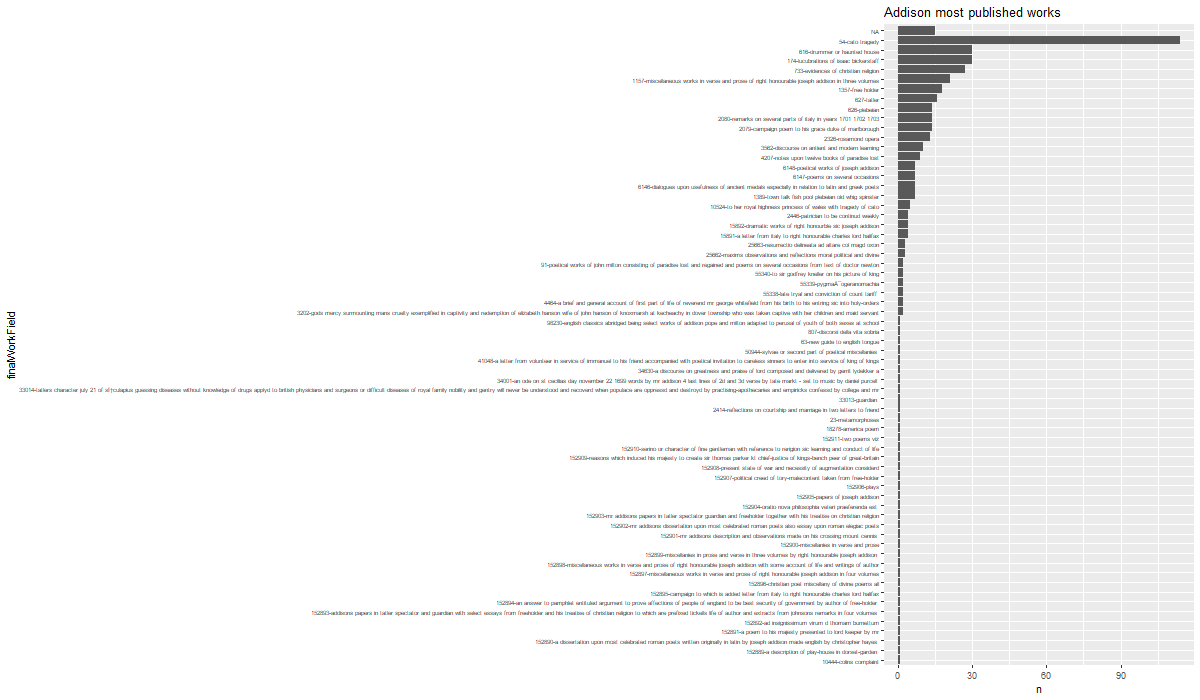 Addison most published works
finalWorkField
NA
54-cato tragedy
616-drummer or haunted house
174-lucubrations of isaac bickerstaff
733-evidences of christian religion
1157-miscellaneous works in verse and prose of right honourable joseph addison in three volumes
1357-free holder
627-tatler
626-plebeian
2080-remarks on several parts of italy in years 1701 1702 1703
2079-campaign poem to his grace duke of marlborough
2326-rosamond opera
3562-discourse on antient and modern learning
4207-notes upon twelve books of paradise lost
6148-poetical works of joseph addison
6147-poems on several occasions
6146-dialogues upon usefulness of ancient medals especially in relation to latin and greek poets
1389-town talk fish pool plebeian old whig spinster
10524-to her royal highness princess of wales with tragedy of cato
2446-patrician to be continud weekly
15892-dramatic works of right honourble sic joseph addison
15891-a letter from italy to right honourable charles lord halifax
25663-resurrectio delineata ad altare col magd oxon
25662-maxims observations and reflections moral political and divine
91-poetical works of john milton consisting of paradise lost and regained and poems on several occasions from text of doctor newton
55340-to sir godfrey kneller on his picture of king
55338-late tryal and conviction of count tariff
4464-a brief and general account of first part of life of reverend mr george whitefield from his birth to his entring sic into holy-orders
3202-gods mercy surmounting mans cruelty exemplified in captivity and redemption of elizabeth hanson wife of john hanson of knoxmarsh at kecheachy in dover township who was taken captive with her children and maid servant
98230-english classics abridged being select works of addison pope and milton adapted to perusal of youth of both sexes at school
807-discorsi della vita sobria
63-new guide to english tongue
50944-sylvae or second part of poetical miscellanies
41048-a letter from volunteer in service of immanual to his friend accompanied with poetical invitation to careless sinners to enter into service of king of kings
34630-a discourse on greatness and praise of lord composed and delivered by gerrit lydekker a
34001-an ode on st cecilias day november 22 1699 words by mr addison 4 last lines of 2d and 3d verse by tate markt - set to music by daniel purcell
33014-tatlers character july 21 of guessing diseases without knowledge of drugs applyd to british physicians and surgeons or difficult diseases of royal family nobility and gentry will never be understood and recoverd when populace are oppressd and destroyd by practising-apothecaries and empiricks confessd by college and mr
33013-guardian
2414-reflections on courtship and marriage in two letters to friend
23-metamorphoses
18278-america poem
152911-two poems viz
152910-serino or character of fine gentleman with reference to rerigion sic learning and conduct of life
152909-reasons which induced his majesty to create sir thomas parker kt chief-justice of kings-bench peer of great-britain
152908-present state of war and necessity of augmentation considerd
152907-political creed of tory-malecontent taken from free-holder
152906-plays
152905-papers of joseph addison
152904-oratio nova philosophia veteri praeferenda est
152903-mr addisons papers in tatler spectator guardian and freeholder together with his treatise on christian religion
152902-mr addisons dissertation upon most celebrated roman poets also essay upon roman elegiac poets
152901-mr addisons description and observations made on his crossing mount cennis
152900-miscellanies in verse and prose
152899-miscellanies in prose and verse in three volumes by right honourable joseph addison
152898-miscellaneous works in verse and prose of right honourable joseph addison with some account of life and writings of author
152897-miscellaneous works in verse and prose of right honourable joseph addison in four volumes
152896-christian poet miscellany of divine poems all
152895-campaign to which is added letter from italy to right honourable charles lord halifax
152894-an answer to pamphlet entituled argument to prove affections of people of england to be best security of government by author of free-holder
152893-addisons papers in tatler spectator and guardian with select essays from freeholder and his treatise of christian religion to which are prefixed tickells life of author and extracts from johnsons remarks in four volumes
152892-ad insignissimum virum d thomam burnettum
152891-a poem to his majesty presented to lord keeper by mr
152890-a dissertation upon most celebrated roman poets written originally in latin by joseph addison made english by christopher hayes
152889-a description of play-house in dorset-garden
10444-colins complaint
0
30
60
90
n